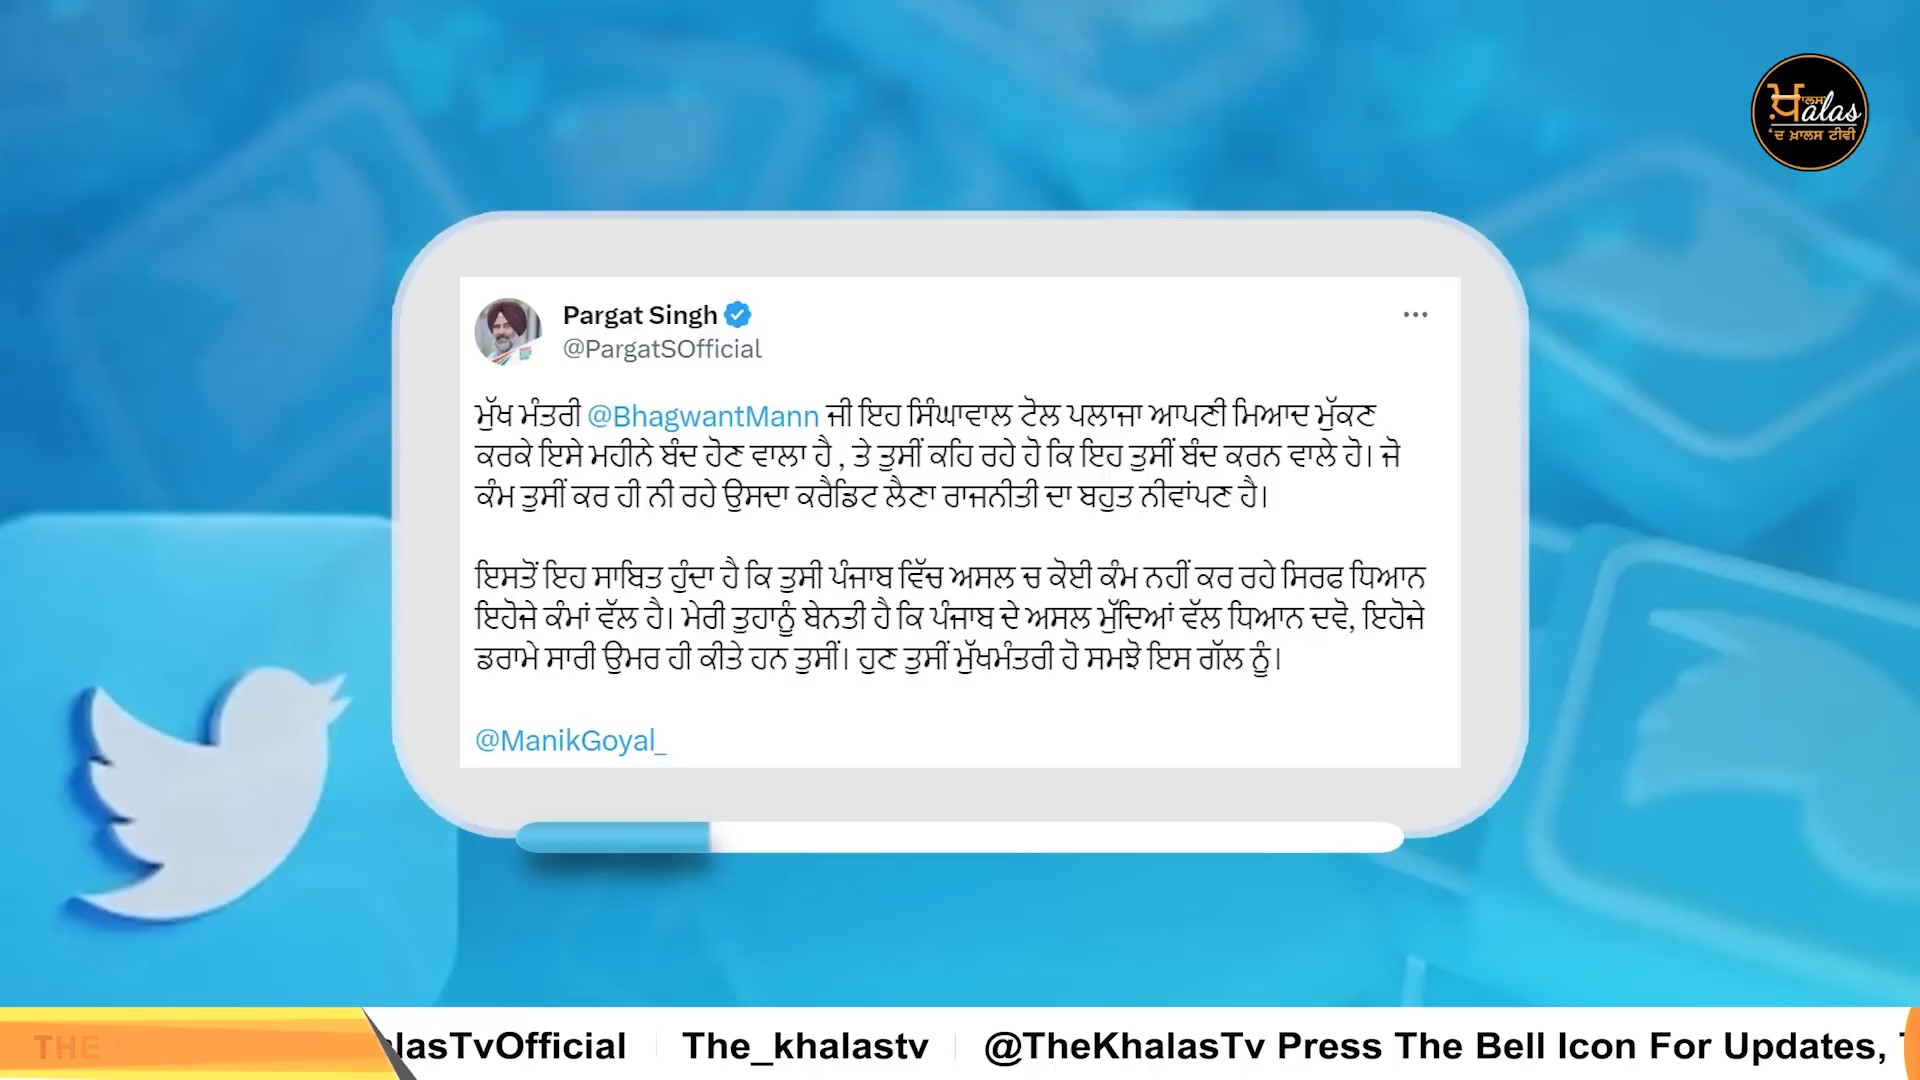 ਖ਼ਾਲਸ
alas
'ਦ ਖ਼ਾਲਸ ਟੀਵੀ
Pargat Singh
@PargatSOfficial
ਮੁੱਖ ਮੰਤਰੀ @BhagwantMann ਜੀ ਇਹ ਸਿੰਘਾਵਾਲ ਟੋਲ ਪਲਾਜਾ ਆਪਣੀ ਮਿਆਦ ਮੁੱਕਣ
ਕਰਕੇ ਇਸੇ ਮਹੀਨੇ ਬੰਦ ਹੋਣ ਵਾਲਾ ਹੈ , ਤੇ ਤੁਸੀਂ ਕਹਿ ਰਹੇ ਹੋ ਕਿ ਇਹ ਤੁਸੀਂ ਬੰਦ ਕਰਨ ਵਾਲੇ ਹੋ। ਜੋ
ਕੰਮ ਤੁਸੀਂ ਕਰ ਹੀ ਨੀ ਰਹੇ ਉਸਦਾ ਕਰੈਡਿਟ ਲੈਣਾ ਰਾਜਨੀਤੀ ਦਾ ਬਹੁਤ ਨੀਵਾਂਪਣ ਹੈ।
ਇਸਤੋਂ ਇਹ ਸਾਬਿਤ ਹੁੰਦਾ ਹੈ ਕਿ ਤੁਸੀ ਪੰਜਾਬ ਵਿੱਚ ਅਸਲ ਚ ਕੋਈ ਕੰਮ ਨਹੀਂ ਕਰ ਰਹੇ ਸਿਰਫ ਧਿਆਨ
ਇਹੋਜੇ ਕੰਮਾਂ ਵੱਲ ਹੈ। ਮੇਰੀ ਤੁਹਾਨੂੰ ਬੇਨਤੀ ਹੈ ਕਿ ਪੰਜਾਬ ਦੇ ਅਸਲ ਮੁੱਦਿਆਂ ਵੱਲ ਧਿਆਨ ਦਵੋ, ਇਹੋਜੇ
ਡਰਾਮੇ ਸਾਰੀ ਉਮਰ ਹੀ ਕੀਤੇ ਹਨ ਤੁਸੀਂ। ਹੁਣ ਤੁਸੀਂ ਮੁੱਖਮੰਤਰੀ ਹੋ ਸਮਝੋ ਇਸ ਗੱਲ ਨੂੰ।
@ManikGoyal_
THE lasTvOfficial The_khalastv @TheKhalasTv Press The Bell Icon For Updates,